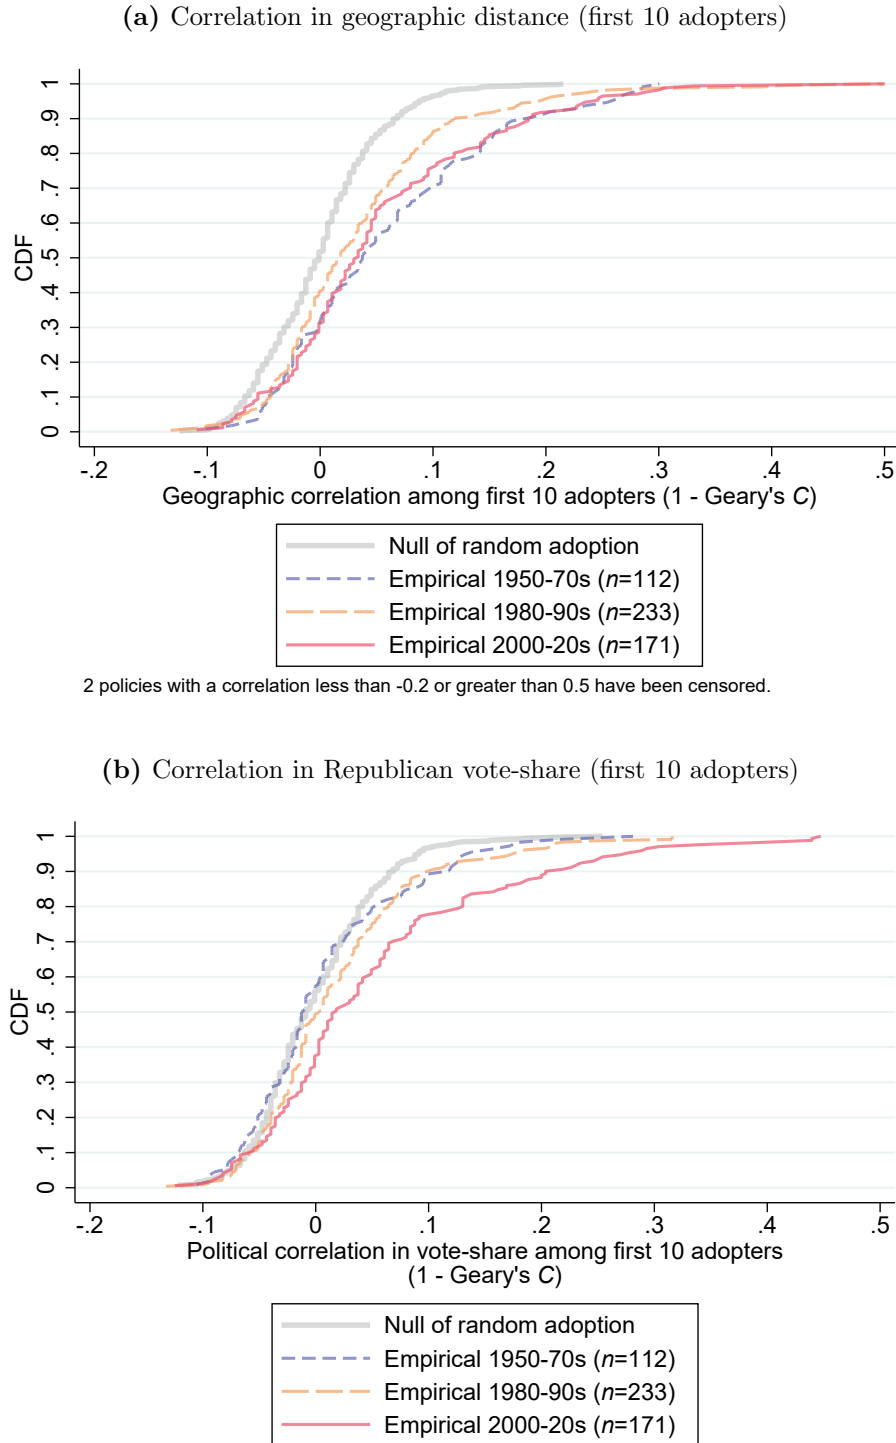 (a) Correlation in geographic distance (first 10 adopters)
1
.9
.8
.7
.6
.5
.4
.3
.2
.1
0
CDF
-.2 -.1 0 .1 .2 .3 .4 .5
Geographic correlation among first 10 adopters (1 - Geary's C)
Null of random adoption
Empirical 1950-70s (n=112)
Empirical 1980-90s (n=233)
Empirical 2000-20s (n=171)
2 policies with a correlation less than -0.2 or greater than 0.5 have been censored.
(b) Correlation in Republican vote-share (first 10 adopters)
1
.9
.8
.7
.6
.5
.4
.3
.2
.1
0
CDF
-.2 -.1 0 .1 .2 .3 .4 .5
Political correlation in vote-share among first 10 adopters
(1 - Geary's C)
Null of random adoption
Empirical 1950-70s (n=112)
Empirical 1980-90s (n=233)
Empirical 2000-20s (n=171)